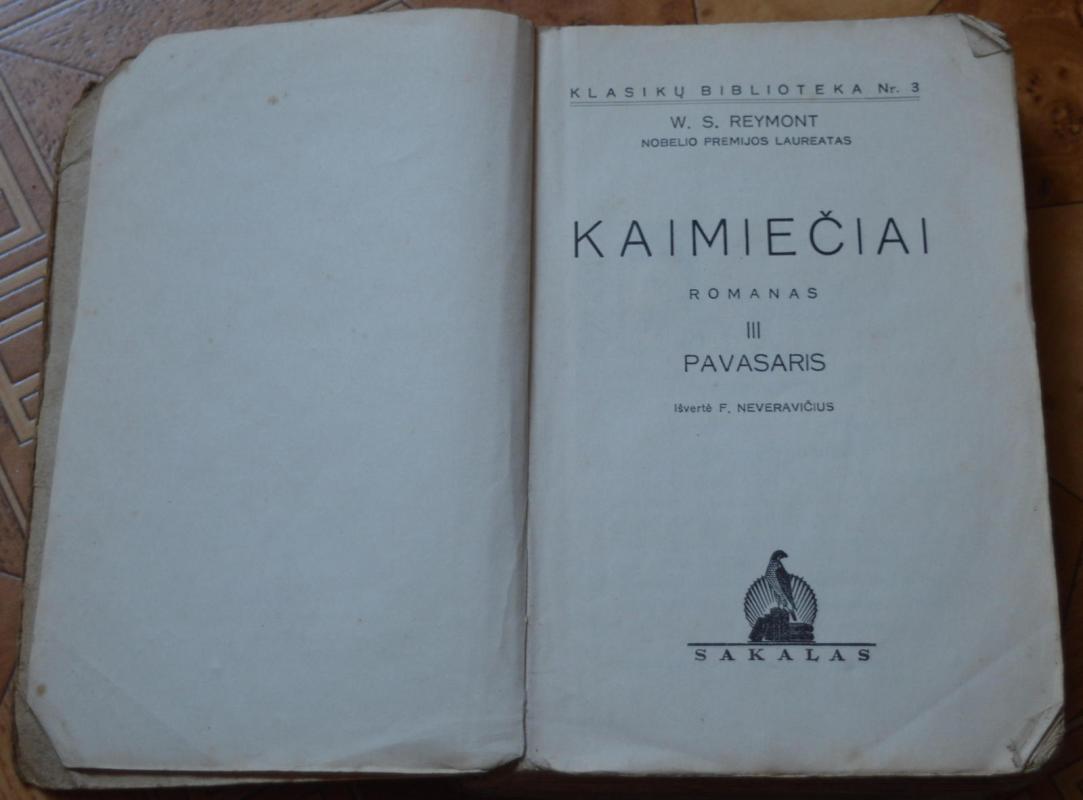 KLASIKŲ BIBLIOTEKA Nr. 3
W. S. REYMONT
NOBELIO PREMIJOS LAUREATAS
KAIMIEČIAI
ROMANAS
III
PAVASARIS
Išvertė F. NEVERAVIČIUS
SAKALAS